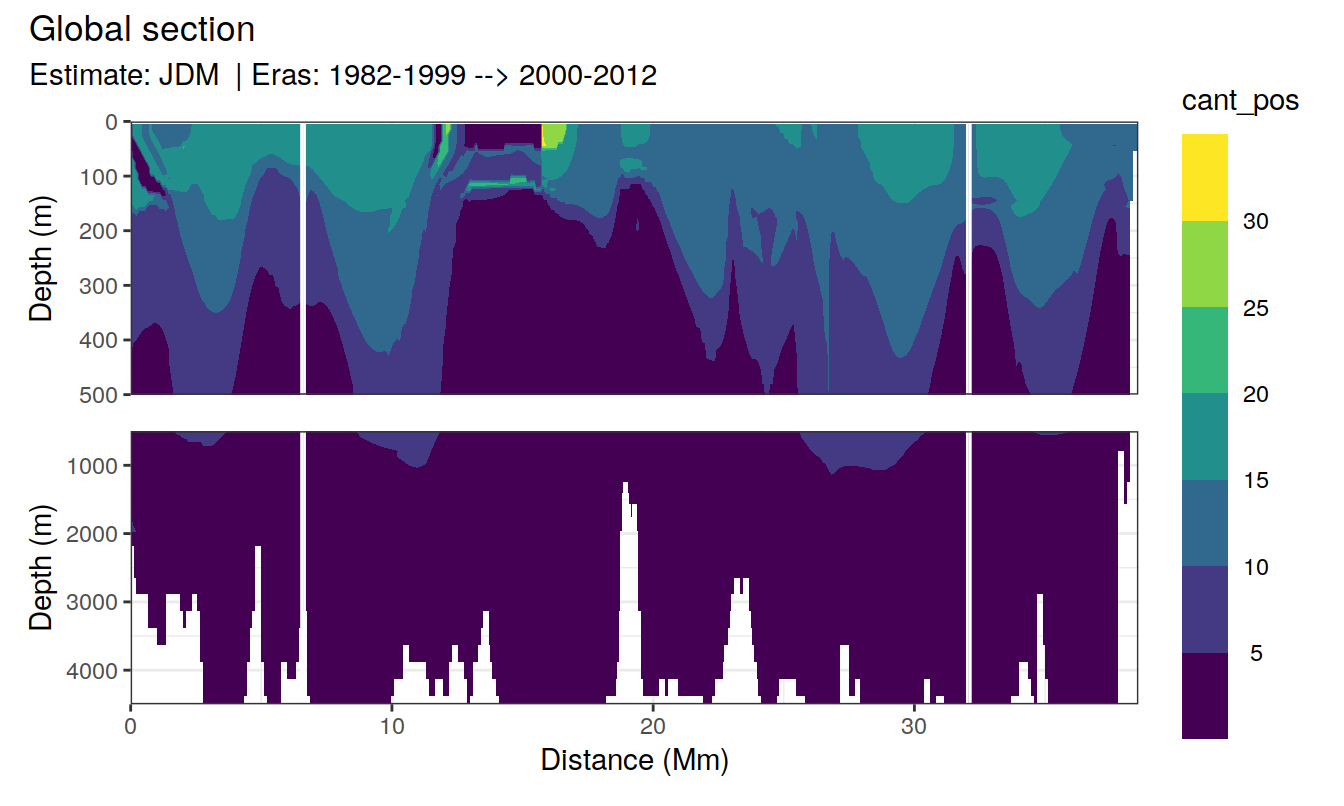 Global section
Estimate: JDM | Eras: 1982-1999 --> 2000-2012
cant_pos
0
100
200
300
400
500
Depth (m)
1000
2000
3000
4000
Depth (m)
0 10 20 30
Distance (Mm)
30
25
20
15
10
5